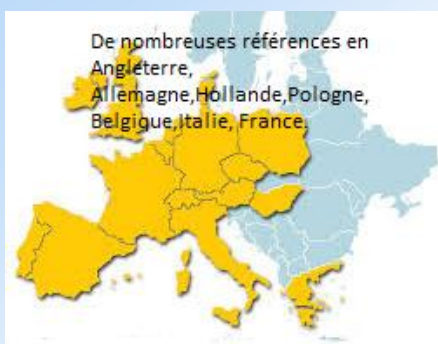 De nombreuses références en
Angleterre,
Allemagne,Hollande,Pologne,
Belgique,Italie, France.